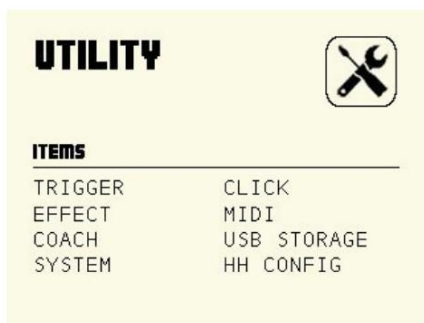 UTILITY
ITEMS
TRIGGER CLICK
EFFECT MIDI
COACH USB STORAGE
SYSTEM HH CONFIG